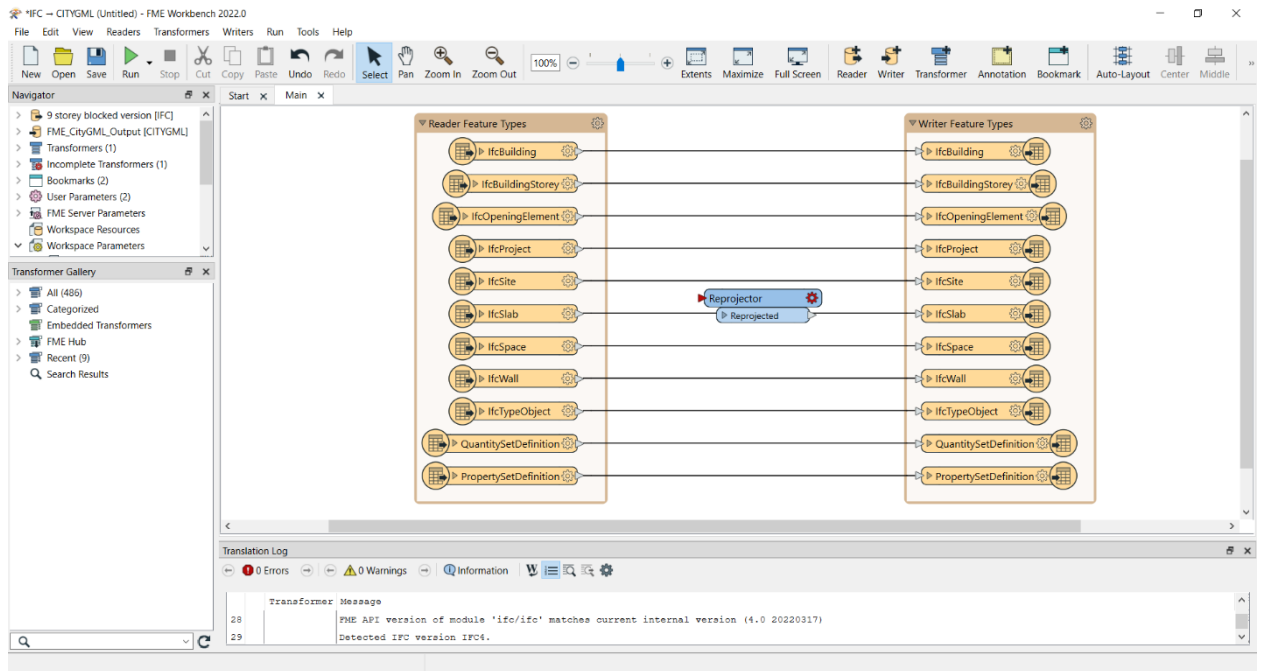 *IFC → CITYGML (Untitled) - FME Workbench 2022.0
File Edit View Readers Transformers Writers Run Tools Help
New Open Save Run Stop Cut Copy Paste Undo Redo Select Pan Zoom In Zoom Out 100% Extents Maximize Full Screen Reader Writer Transformer Annotation Bookmark Auto-Layout Center Middle »
Navigator
Start Main
9 storey blocked version [IFC]
FME_CityGML_Output [CITYGML]
Transformers (1)
Incomplete Transformers (1)
Bookmarks (2)
User Parameters (2)
FME Server Parameters
Workspace Resources
Workspace Parameters
Transformer Gallery
All (486)
Categorized
Embedded Transformers
FME Hub
Recent (9)
Search Results
Reader Feature Types
IfcBuilding
IfcBuildingStorey
IfcOpeningElement
IfcProject
IfcSite
IfcSlab
IfcSpace
IfcWall
IfcTypeObject
QuantitySetDefinition
PropertySetDefinition
Reprojector
Reprojected
Writer Feature Types
IfcBuilding
IfcBuildingStorey
IfcOpeningElement
IfcProject
IfcSite
IfcSlab
IfcSpace
IfcWall
IfcTypeObject
QuantitySetDefinition
PropertySetDefinition
Translation Log
0 Errors 0 Warnings Information W
Transformer Message
28 FME API version of module 'ifc/ifc' matches current internal version (4.0 20220317)
29 Detected IFC version IFC4.